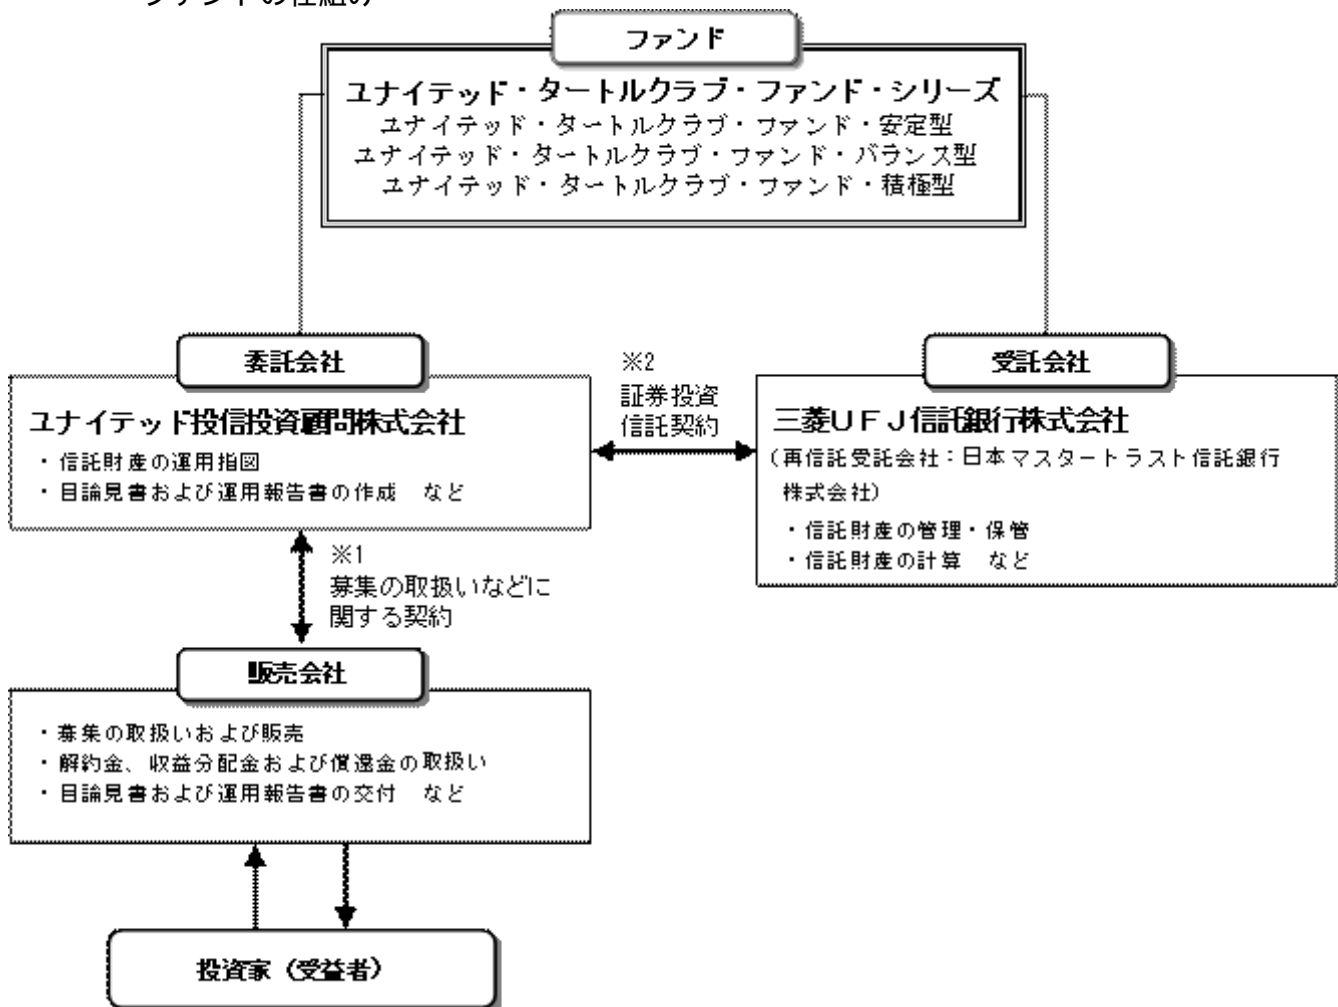 ファンドの仕組み
ファンド
ユナイテッド・タートルクラブ・ファンド・シリーズ
ユナイテッド・タートルクラブ・ファンド・安定型
ユナイテッド・タートルクラブ・ファンド・バランス型
ユナイテッド・タートルクラブ・ファンド・積極型
委託会社
ユナイテッド投信投資顧問株式会社
・信託財産の運用指図
・目論見書および運用報告書の作成　など
※2
証券投資
信託契約
受託会社
三菱ＵＦＪ信託銀行株式会社
（再信託受託会社：日本マスタートラスト信託銀行
株式会社）
・信託財産の管理・保管
・信託財産の計算　など
※1
募集の取扱いなどに
関する契約
販売会社
・募集の取扱いおよび販売
・解約金、収益分配金および償還金の取扱い
・目論見書および運用報告書の交付　など
投資家（受益者）